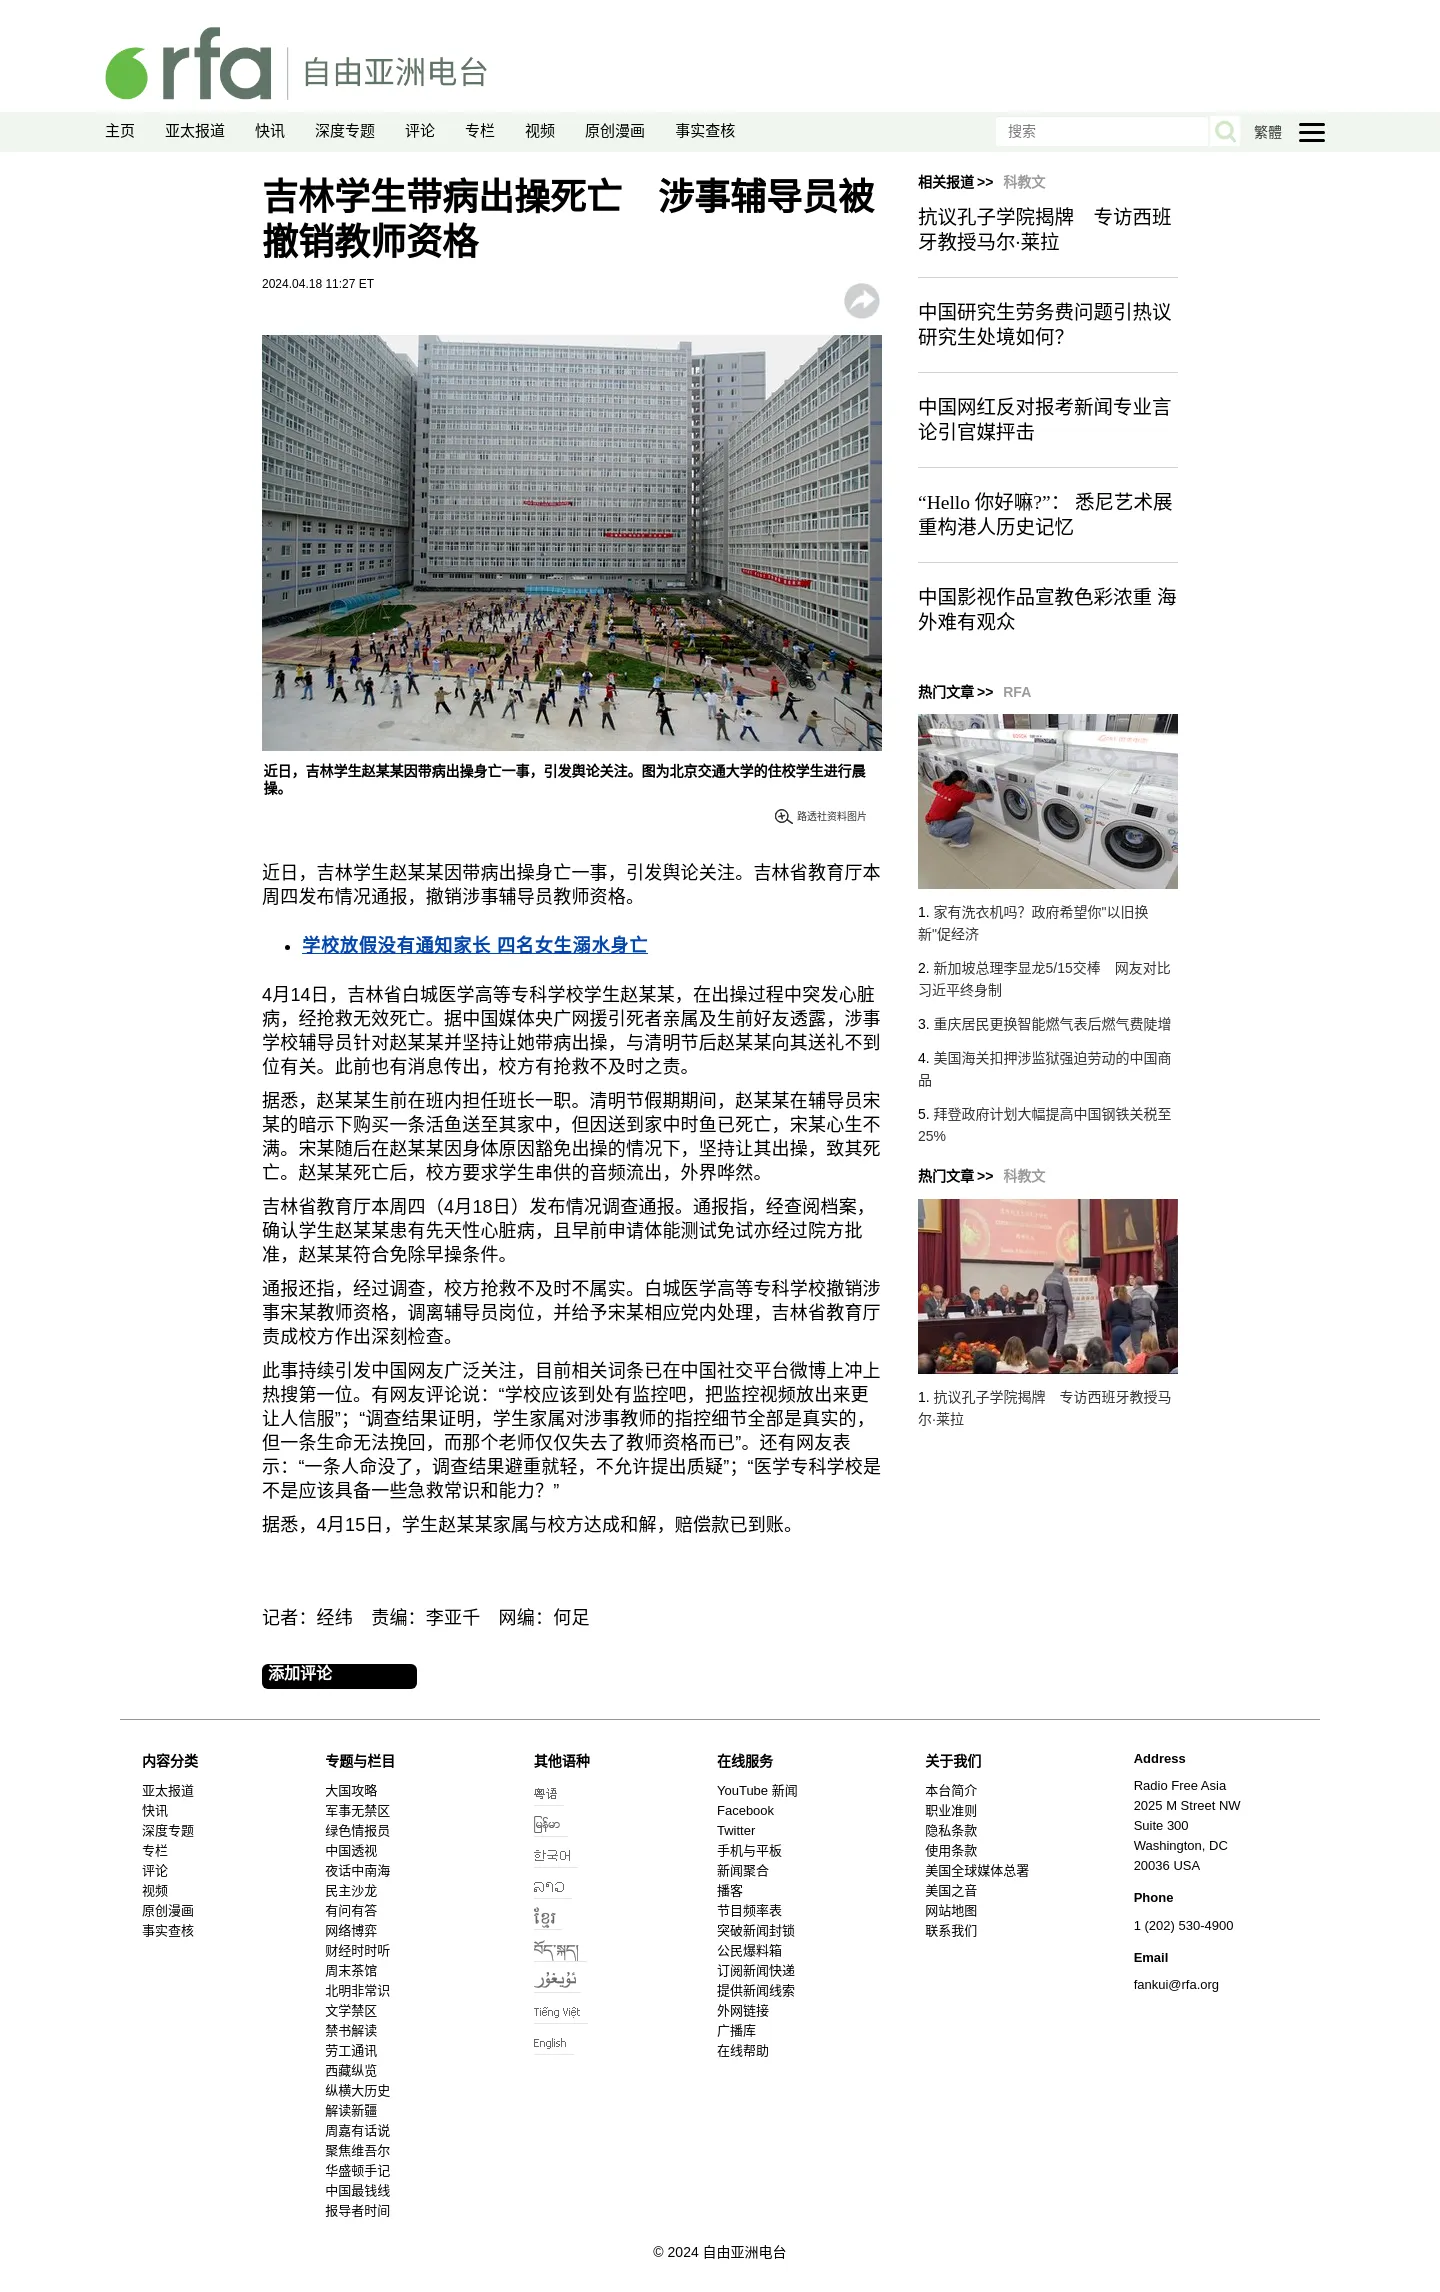 rfa 自由亚洲电台
主页 亚太报道 快讯 深度专题 评论 专栏 视频 原创漫画 事实查核 搜索 繁體
吉林学生带病出操死亡　涉事辅导员被
撤销教师资格
2024.04.18 11:27 ET
近日，吉林学生赵某某因带病出操身亡一事，引发舆论关注。图为北京交通大学的住校学生进行晨
操。
路透社资料图片
近日，吉林学生赵某某因带病出操身亡一事，引发舆论关注。吉林省教育厅本
周四发布情况通报，撤销涉事辅导员教师资格。
学校放假没有通知家长 四名女生溺水身亡
4月14日，吉林省白城医学高等专科学校学生赵某某，在出操过程中突发心脏
病，经抢救无效死亡。据中国媒体央广网援引死者亲属及生前好友透露，涉事
学校辅导员针对赵某某并坚持让她带病出操，与清明节后赵某某向其送礼不到
位有关。此前也有消息传出，校方有抢救不及时之责。
据悉，赵某某生前在班内担任班长一职。清明节假期期间，赵某某在辅导员宋
某的暗示下购买一条活鱼送至其家中，但因送到家中时鱼已死亡，宋某心生不
满。宋某随后在赵某某因身体原因豁免出操的情况下，坚持让其出操，致其死
亡。赵某某死亡后，校方要求学生串供的音频流出，外界哗然。
吉林省教育厅本周四（4月18日）发布情况调查通报。通报指，经查阅档案，
确认学生赵某某患有先天性心脏病，且早前申请体能测试免试亦经过院方批
准，赵某某符合免除早操条件。
通报还指，经过调查，校方抢救不及时不属实。白城医学高等专科学校撤销涉
事宋某教师资格，调离辅导员岗位，并给予宋某相应党内处理，吉林省教育厅
责成校方作出深刻检查。
此事持续引发中国网友广泛关注，目前相关词条已在中国社交平台微博上冲上
热搜第一位。有网友评论说：“学校应该到处有监控吧，把监控视频放出来更
让人信服”；“调查结果证明，学生家属对涉事教师的指控细节全部是真实的，
但一条生命无法挽回，而那个老师仅仅失去了教师资格而已”。还有网友表
示：“一条人命没了，调查结果避重就轻，不允许提出质疑”；“医学专科学校是
不是应该具备一些急救常识和能力？”
据悉，4月15日，学生赵某某家属与校方达成和解，赔偿款已到账。
记者：经纬　责编：李亚千　网编：何足
添加评论
相关报道 >> 科教文
抗议孔子学院揭牌　专访西班
牙教授马尔·莱拉
中国研究生劳务费问题引热议
研究生处境如何？
中国网红反对报考新闻专业言
论引官媒抨击
“Hello 你好嘛?”： 悉尼艺术展
重构港人历史记忆
中国影视作品宣教色彩浓重 海
外难有观众
热门文章 >> RFA
1. 家有洗衣机吗？政府希望你"以旧换
新"促经济
2. 新加坡总理李显龙5/15交棒　网友对比
习近平终身制
3. 重庆居民更换智能燃气表后燃气费陡增
4. 美国海关扣押涉监狱强迫劳动的中国商
品
5. 拜登政府计划大幅提高中国钢铁关税至
25%
热门文章 >> 科教文
1. 抗议孔子学院揭牌　专访西班牙教授马
尔·莱拉
内容分类
亚太报道
快讯
深度专题
专栏
评论
视频
原创漫画
事实查核
专题与栏目
大国攻略
军事无禁区
绿色情报员
中国透视
夜话中南海
民主沙龙
有问有答
网络博弈
财经时时听
周末茶馆
北明非常识
文学禁区
禁书解读
劳工通讯
西藏纵览
纵横大历史
解读新疆
周嘉有话说
聚焦维吾尔
华盛顿手记
中国最钱线
报导者时间
其他语种
粤语
မြန်မာ
한국어
ລາວ
ខ្មែរ
བོད་སྐད།
ئۇيغۇر
Tiếng Việt
English
在线服务
YouTube 新闻
Facebook
Twitter
手机与平板
新闻聚合
播客
节目频率表
突破新闻封锁
公民爆料箱
订阅新闻快递
提供新闻线索
外网链接
广播库
在线帮助
关于我们
本台简介
职业准则
隐私条款
使用条款
美国全球媒体总署
美国之音
网站地图
联系我们
Address
Radio Free Asia
2025 M Street NW
Suite 300
Washington, DC
20036 USA
Phone
1 (202) 530-4900
Email
fankui@rfa.org
© 2024 自由亚洲电台